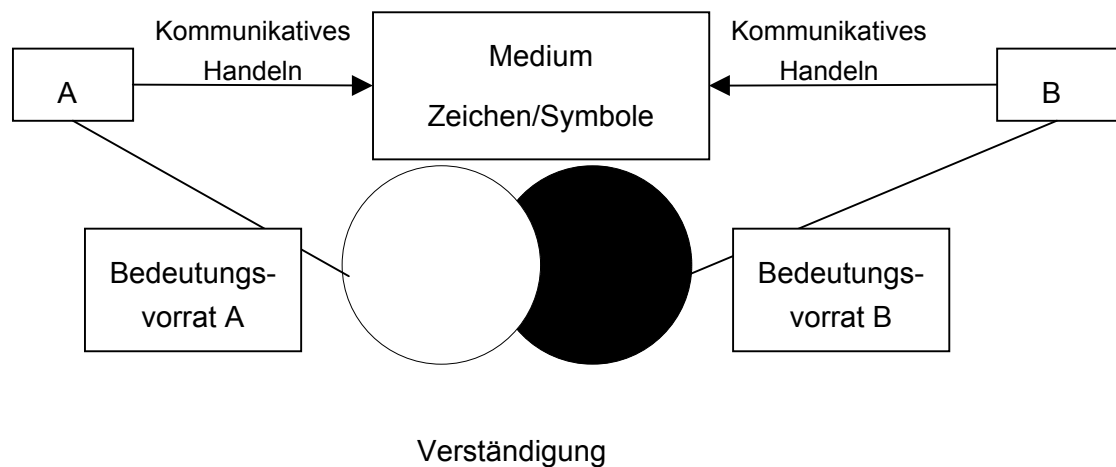 Kommunikatives
Handeln
A
Medium
Zeichen/Symbole
Kommunikatives
Handeln
B
Bedeutungs-
vorrat A
Bedeutungs-
vorrat B
Verständigung